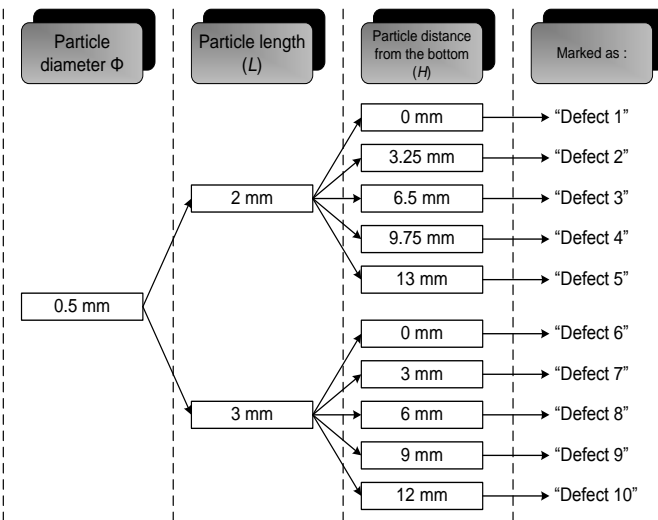 Particle
diameter Φ
Particle length
(L)
Particle distance
from the bottom
(H)
Marked as :
0.5 mm
2 mm
3 mm
0 mm
“Defect 1”
3.25 mm
“Defect 2”
6.5 mm
“Defect 3”
9.75 mm
“Defect 4”
13 mm
“Defect 5”
0 mm
“Defect 6”
3 mm
“Defect 7”
6 mm
“Defect 8”
9 mm
“Defect 9”
12 mm
“Defect 10”